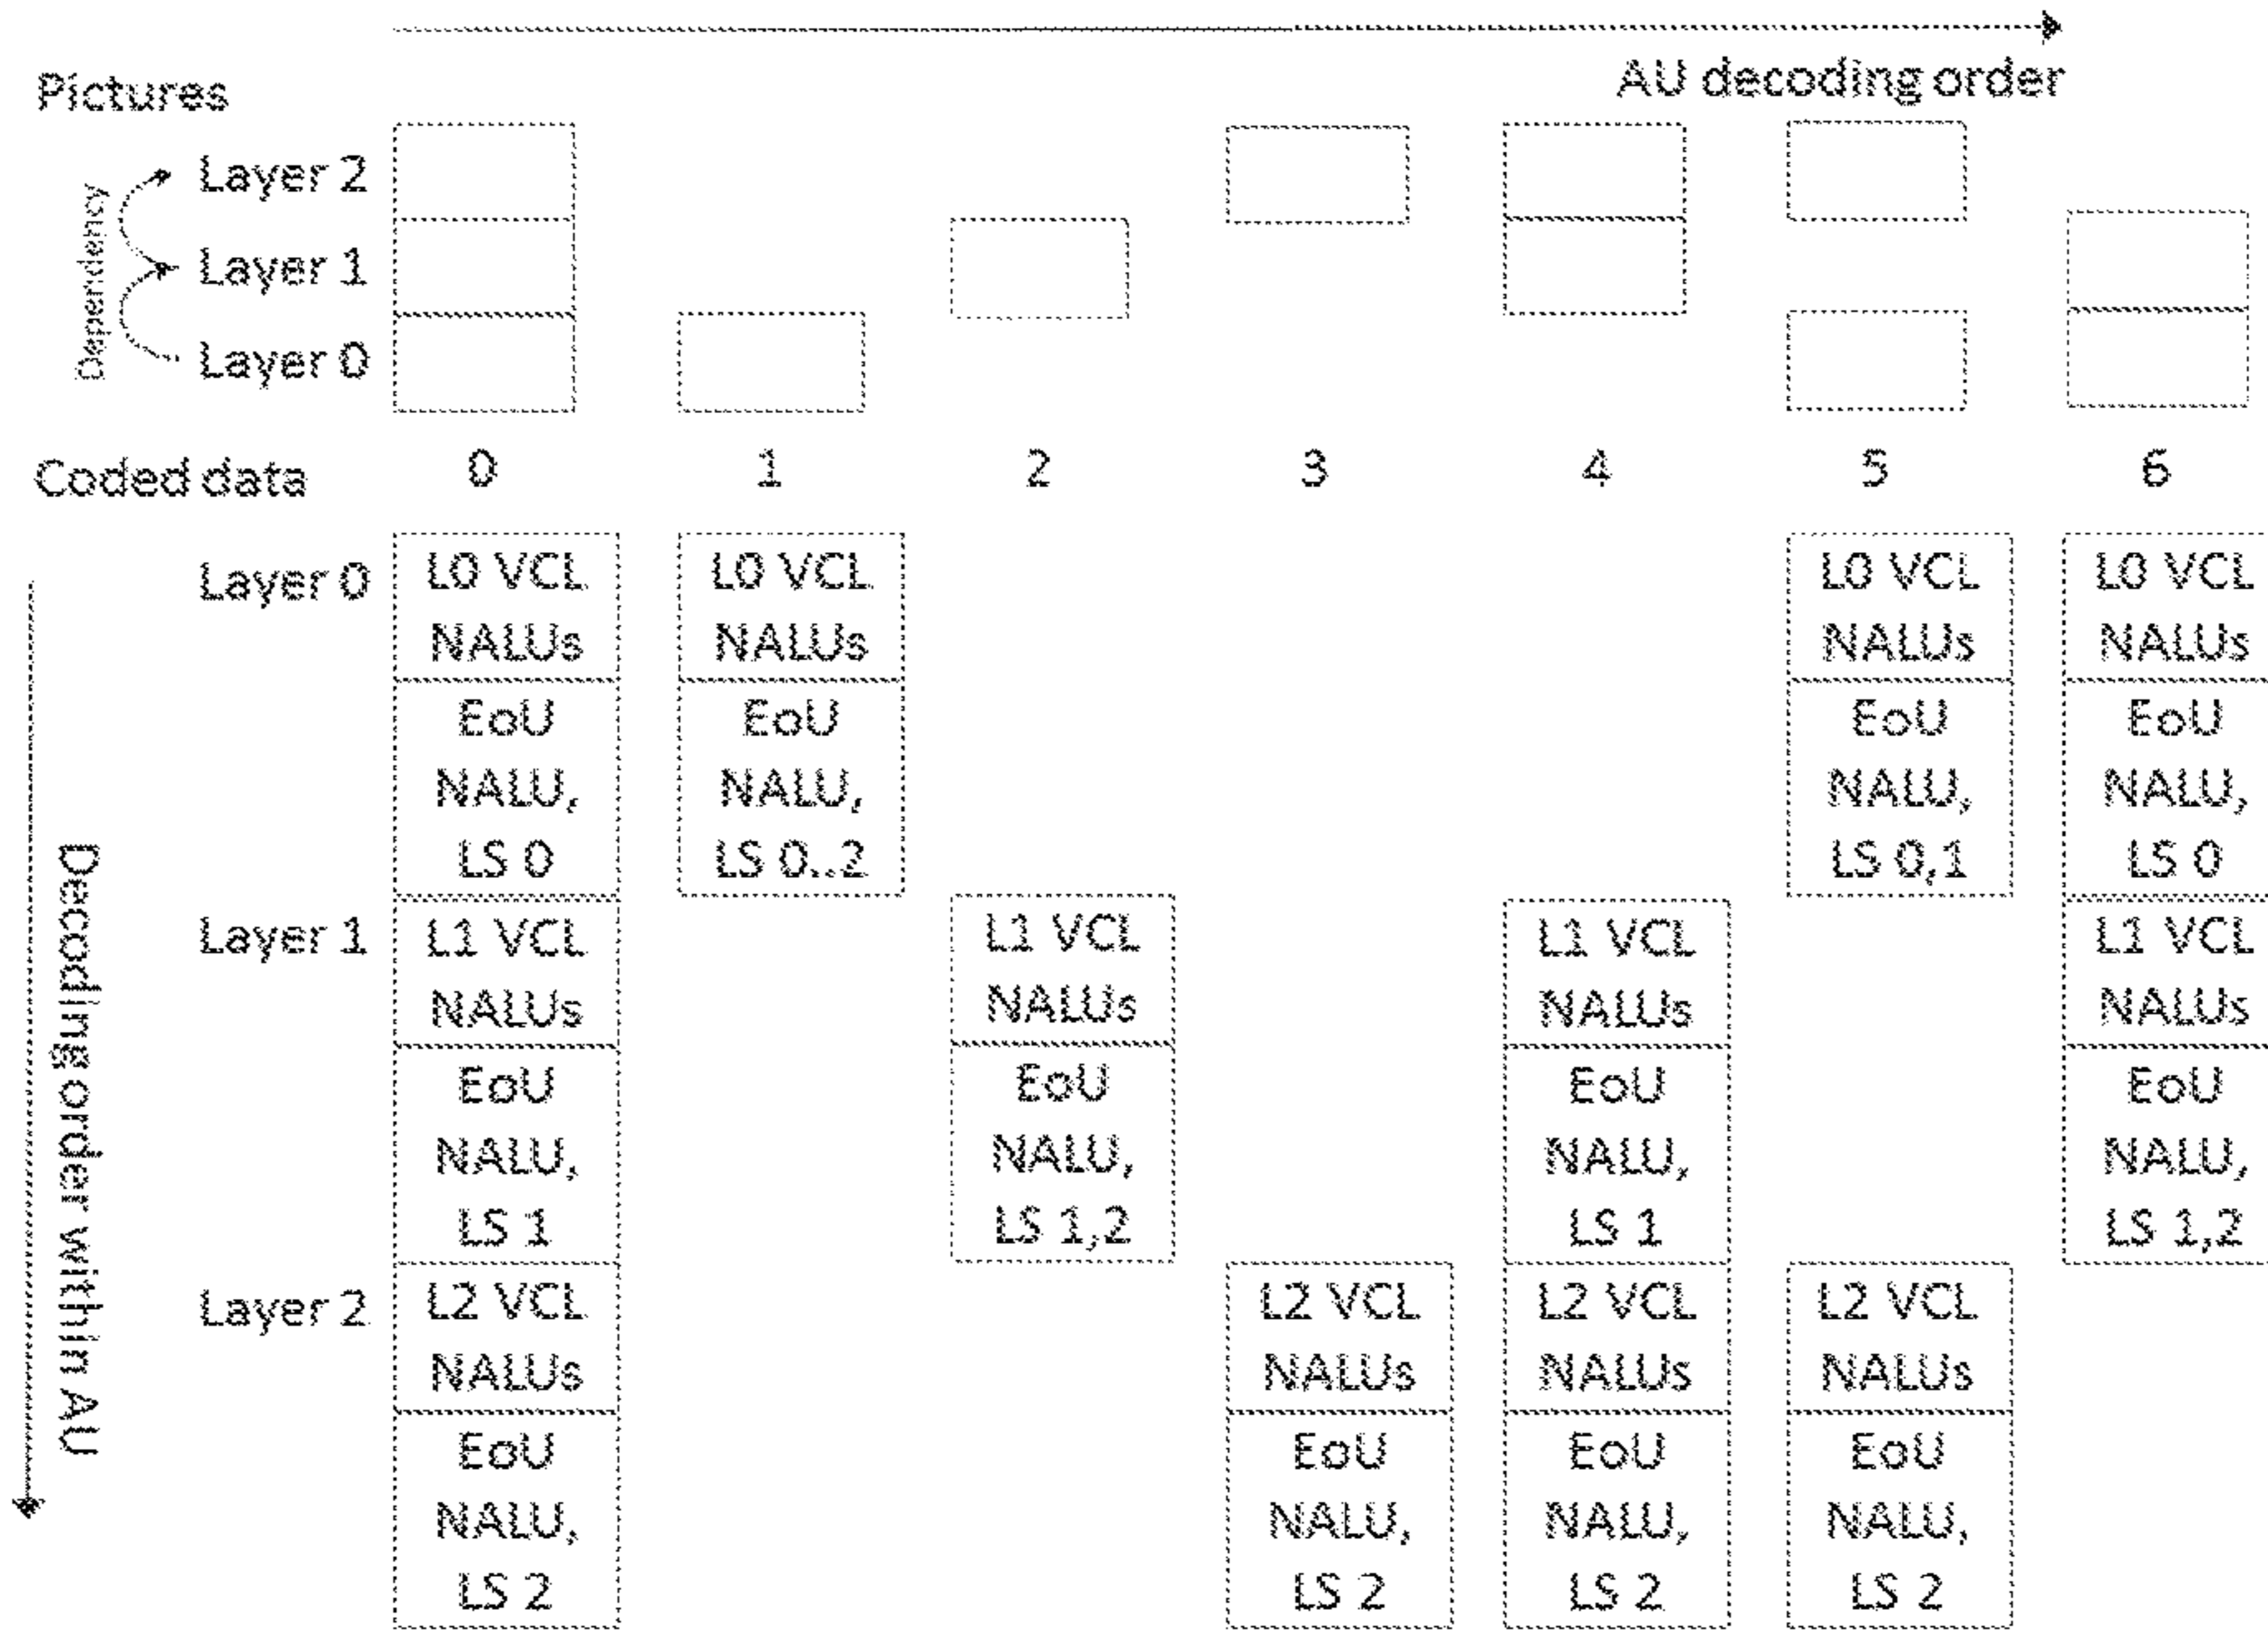 AU decoding order
Pictures
Layer 2
Dependency
Layer 1
Layer 0
Coded data 0 1 2 3 4 5 6
Decoding order within AU
Layer 0
L0 VCL
NALUs
EoU
NALU,
LS 0
L0 VCL
NALUs
EoU
NALU,
LS 0..2
L0 VCL
NALUs
EoU
NALU,
LS 0,1
L0 VCL
NALUs
EoU
NALU,
LS 0
Layer 1
L1 VCL
NALUs
EoU
NALU,
LS 1
L1 VCL
NALUs
EoU
NALU,
LS 1,2
L1 VCL
NALUs
EoU
NALU,
LS 1
L1 VCL
NALUs
EoU
NALU,
LS 1,2
Layer 2
L2 VCL
NALUs
EoU
NALU,
LS 2
L2 VCL
NALUs
EoU
NALU,
LS 2
L2 VCL
NALUs
EoU
NALU,
LS 2
L2 VCL
NALUs
EoU
NALU,
LS 2